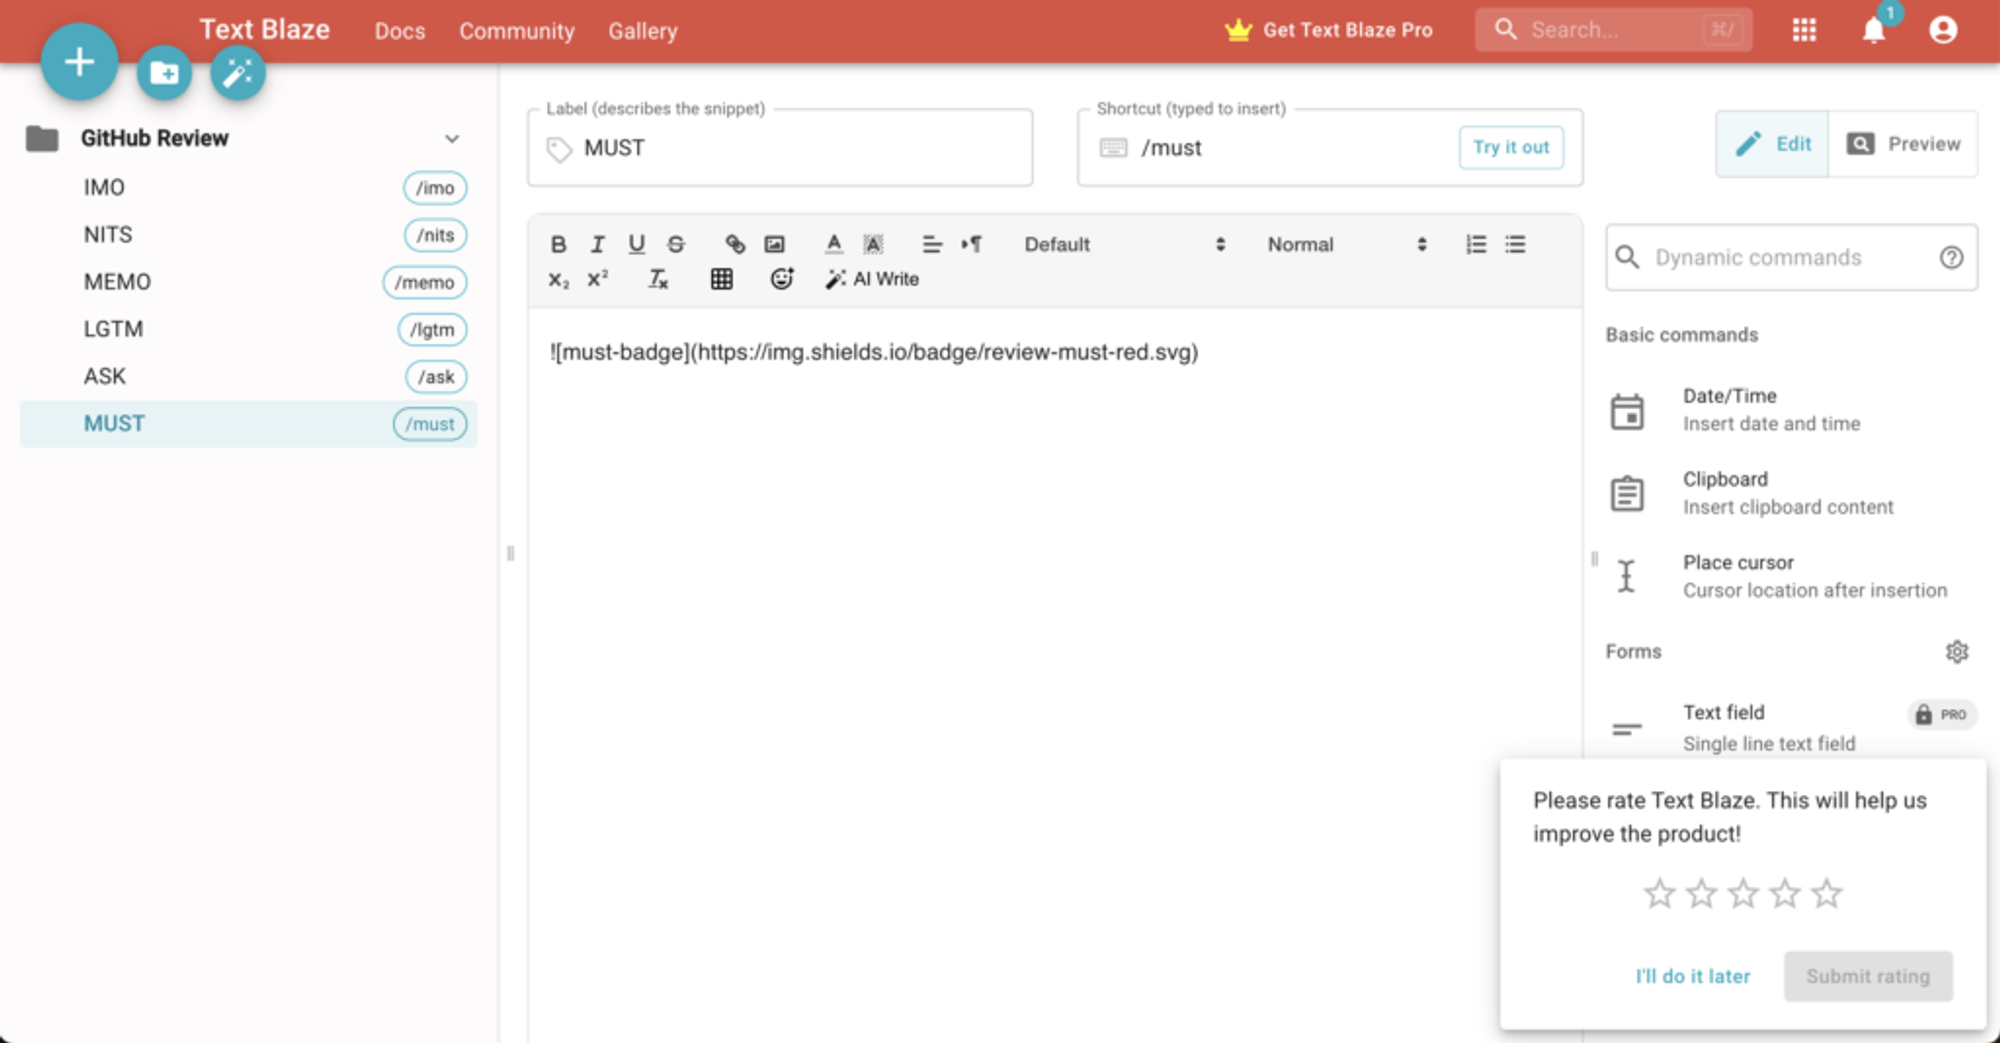 Text Blaze
Docs
Community
Gallery
Get Text Blaze Pro
Search...
⌘/
1
GitHub Review
IMO
/imo
NITS
/nits
MEMO
/memo
LGTM
/lgtm
ASK
/ask
MUST
/must
Label (describes the snippet)
MUST
Shortcut (typed to insert)
/must
Try it out
Edit
Preview
B I U S A A Default Normal
X₂ X² Tx AI Write
![must-badge](https://img.shields.io/badge/review-must-red.svg)
Dynamic commands
Basic commands
Date/Time
Insert date and time
Clipboard
Insert clipboard content
Place cursor
Cursor location after insertion
Forms
Text field
PRO
Single line text field
Please rate Text Blaze. This will help us
improve the product!
I'll do it later
Submit rating